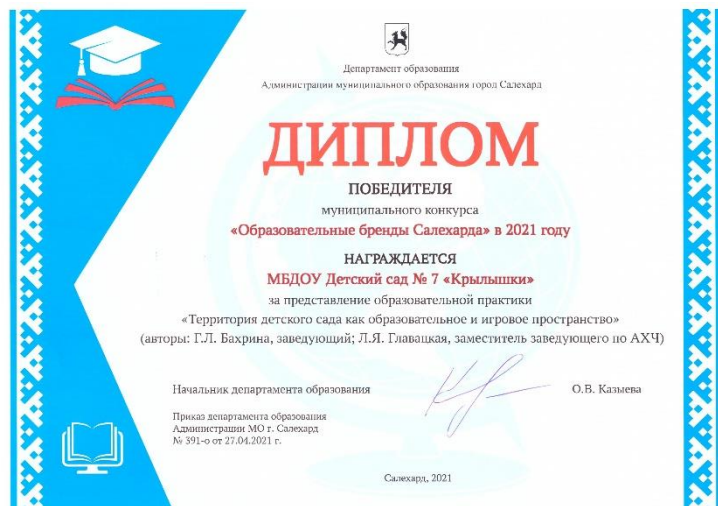 Департамент образования
Администрации муниципального образования город Салехард
ДИПЛОМ
ПОБЕДИТЕЛЯ
муниципального конкурса
«Образовательные бренды Салехарда» в 2021 году
НАГРАЖДАЕТСЯ
МБДОУ Детский сад № 7 «Крылышки»
за представление образовательной практики
«Территория детского сада как образовательное и игровое пространство»
(авторы: Г.Л. Бахрина, заведующий; Л.Я. Главацкая, заместитель заведующего по АХЧ)
Начальник департамента образования
О.В. Казыева
Приказ департамента образования
Администрации МО г. Салехард
№ 391-о от 27.04.2021 г.
Салехард, 2021